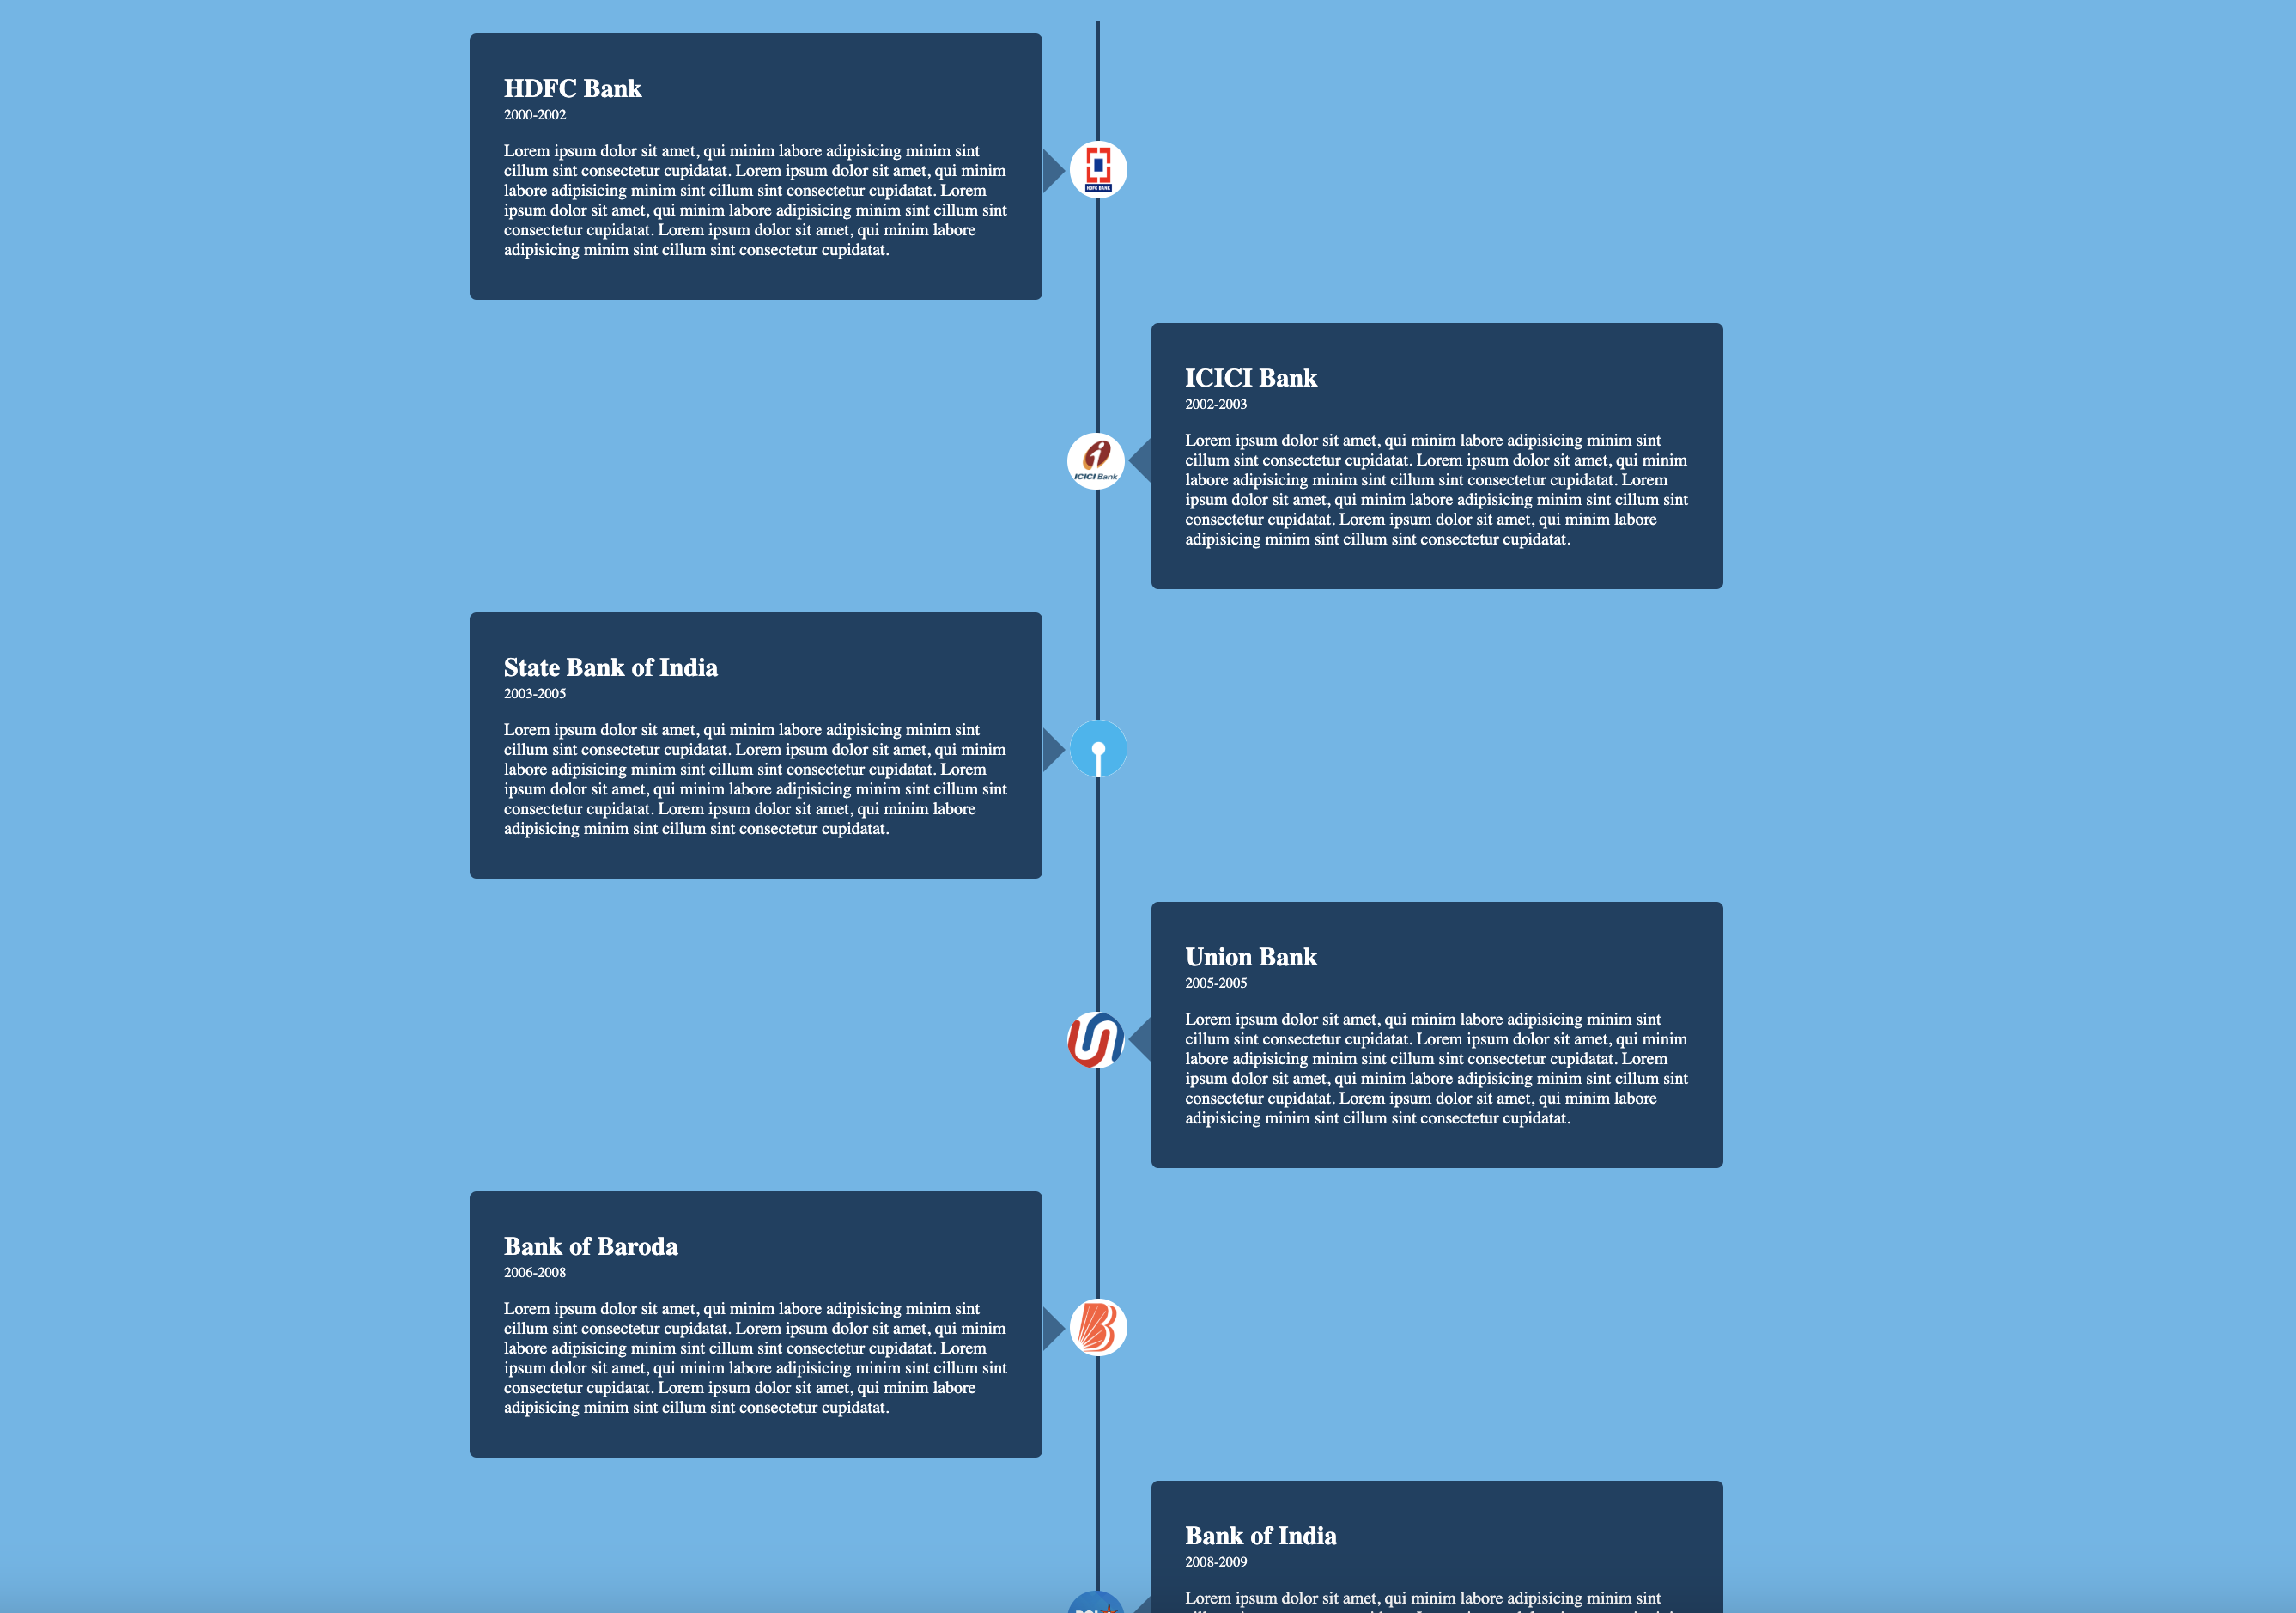 HDFC Bank
2000-2002
Lorem ipsum dolor sit amet, qui minim labore adipisicing minim sint
cillum sint consectetur cupidatat. Lorem ipsum dolor sit amet, qui minim
labore adipisicing minim sint cillum sint consectetur cupidatat. Lorem
ipsum dolor sit amet, qui minim labore adipisicing minim sint cillum sint
consectetur cupidatat. Lorem ipsum dolor sit amet, qui minim labore
adipisicing minim sint cillum sint consectetur cupidatat.
HDFC BANK
ICICI Bank
2002-2003
Lorem ipsum dolor sit amet, qui minim labore adipisicing minim sint
cillum sint consectetur cupidatat. Lorem ipsum dolor sit amet, qui minim
labore adipisicing minim sint cillum sint consectetur cupidatat. Lorem
ipsum dolor sit amet, qui minim labore adipisicing minim sint cillum sint
consectetur cupidatat. Lorem ipsum dolor sit amet, qui minim labore
adipisicing minim sint cillum sint consectetur cupidatat.
ICICI Bank
State Bank of India
2003-2005
Lorem ipsum dolor sit amet, qui minim labore adipisicing minim sint
cillum sint consectetur cupidatat. Lorem ipsum dolor sit amet, qui minim
labore adipisicing minim sint cillum sint consectetur cupidatat. Lorem
ipsum dolor sit amet, qui minim labore adipisicing minim sint cillum sint
consectetur cupidatat. Lorem ipsum dolor sit amet, qui minim labore
adipisicing minim sint cillum sint consectetur cupidatat.
Union Bank
2005-2005
Lorem ipsum dolor sit amet, qui minim labore adipisicing minim sint
cillum sint consectetur cupidatat. Lorem ipsum dolor sit amet, qui minim
labore adipisicing minim sint cillum sint consectetur cupidatat. Lorem
ipsum dolor sit amet, qui minim labore adipisicing minim sint cillum sint
consectetur cupidatat. Lorem ipsum dolor sit amet, qui minim labore
adipisicing minim sint cillum sint consectetur cupidatat.
Bank of Baroda
2006-2008
Lorem ipsum dolor sit amet, qui minim labore adipisicing minim sint
cillum sint consectetur cupidatat. Lorem ipsum dolor sit amet, qui minim
labore adipisicing minim sint cillum sint consectetur cupidatat. Lorem
ipsum dolor sit amet, qui minim labore adipisicing minim sint cillum sint
consectetur cupidatat. Lorem ipsum dolor sit amet, qui minim labore
adipisicing minim sint cillum sint consectetur cupidatat.
Bank of India
2008-2009
Lorem ipsum dolor sit amet, qui minim labore adipisicing minim sint